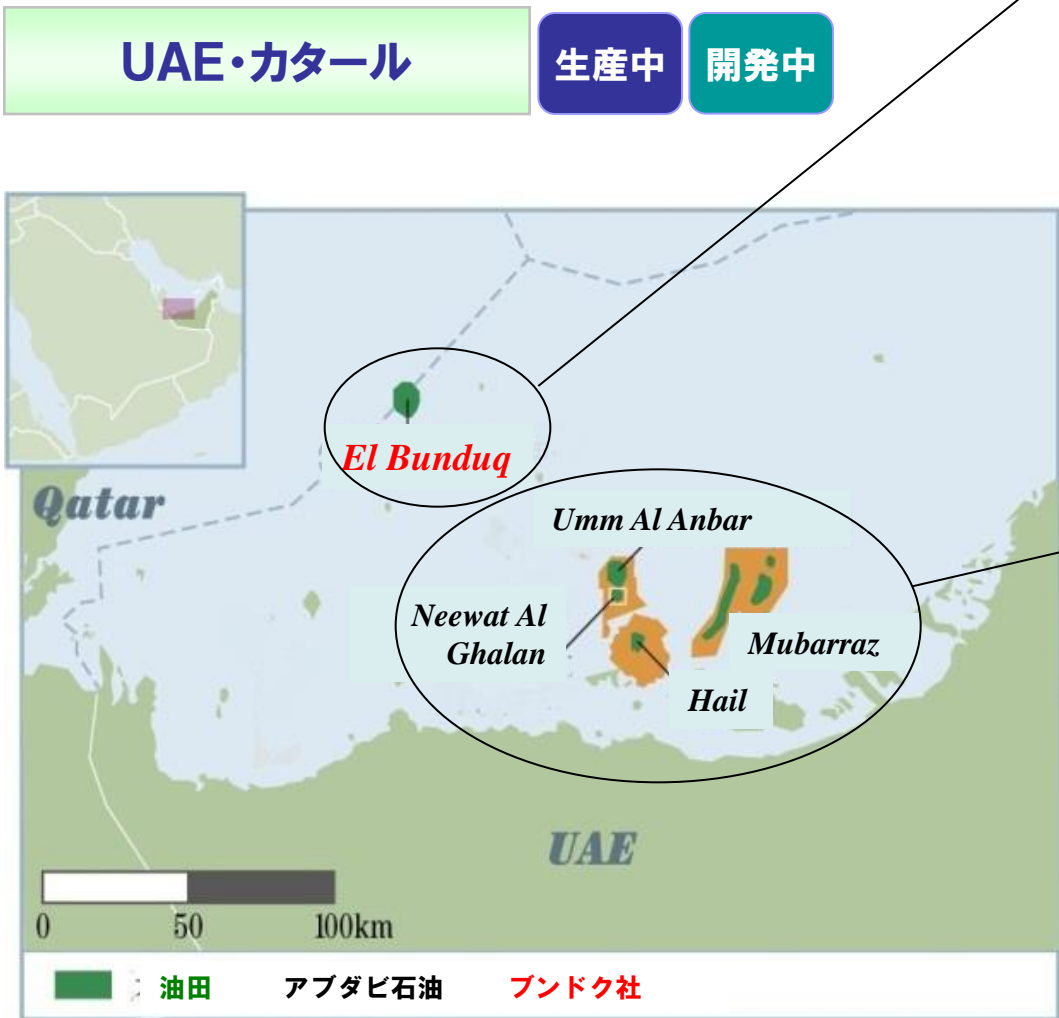 UAE・カタール
生産中
開発中
El Bunduq
Qatar
Umm Al Anbar
Neewat Al
Ghalan
Mubarraz
Hail
UAE
0 50 100km
油田 アブダビ石油 ブンドク社